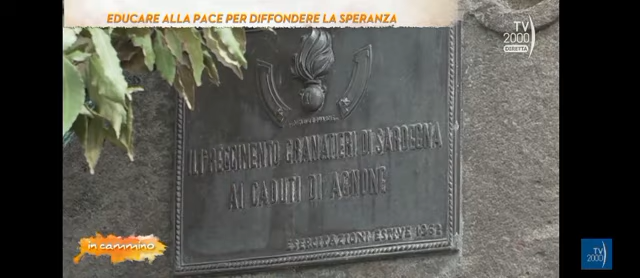 EDUCARE ALLA PACE PER DIFFONDERE LA SPERANZA
TV
2000
DIRETTA
IL REGGIMENTO GRANATIERI DI SARDEGNA
AI CADUTI DI AGNONE
ESERCITAZIONI ESTIVE 1962
in cammino
TV
2000